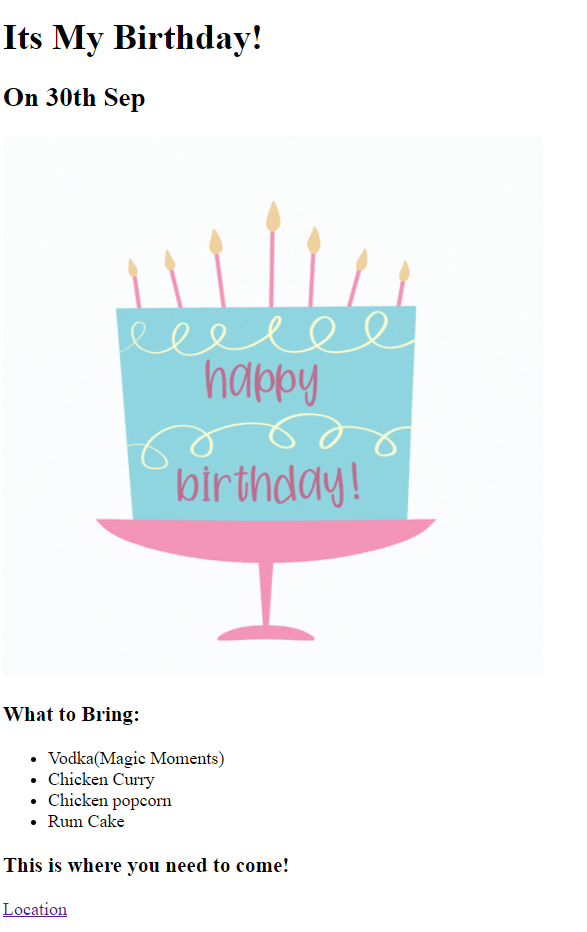 Its My Birthday!
On 30th Sep
happy
birthday!
What to Bring:
Vodka(Magic Moments)
Chicken Curry
Chicken popcorn
Rum Cake
This is where you need to come!
Location